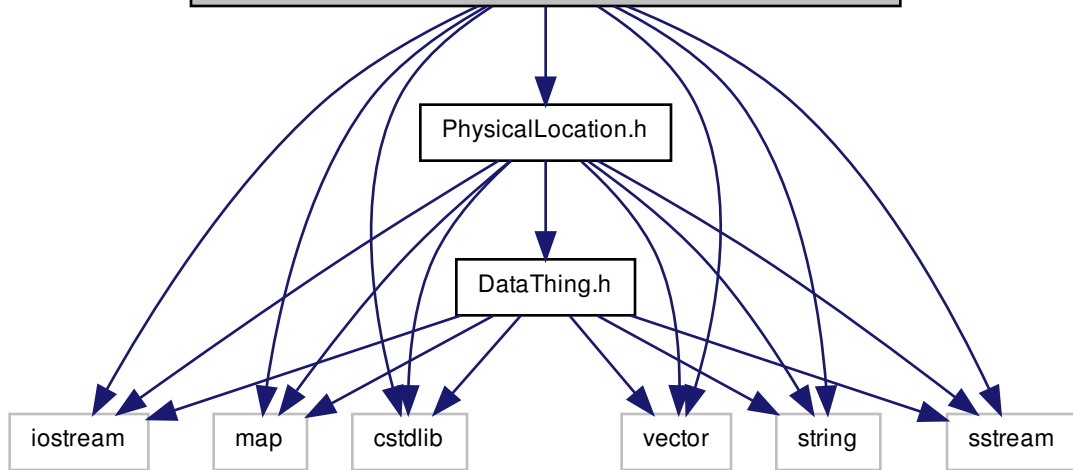 PhysicalLocation.h
DataThing.h
iostream
map
cstdlib
vector
string
sstream